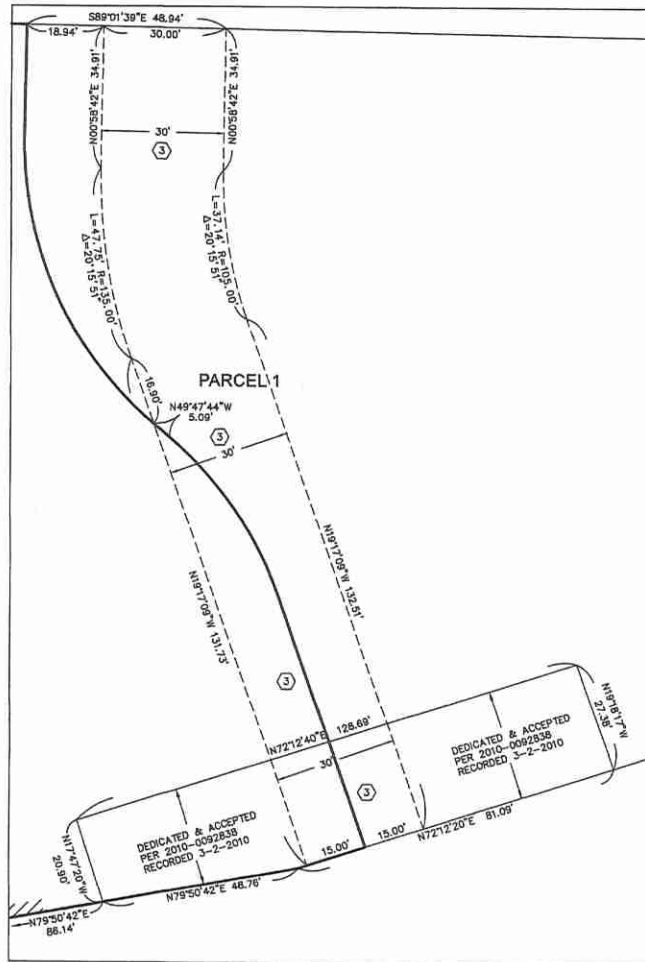 S89°01'39"E 48.94'
18.94'
30.00'
N00°58'42"E 34.91'
N00°58'42"E 34.91'
30'
3
L=47.75' R=135.00'
Δ=20°15'51"
L=37.14' R=105.00'
Δ=20°15'51"
16.90'
PARCEL 1
N49°47'44"W
5.09'
3
30'
N19°17'09"W 131.73'
N19°17'09"W 132.51'
3
N72°12'40"E 128.69'
N19°18'17"W
27.38'
DEDICATED & ACCEPTED
PER 2010-0092838
RECORDED 3-2-2010
30'
3
N17°47'20"W
20.90'
DEDICATED & ACCEPTED
PER 2010-0092838
RECORDED 3-2-2010
15.00'
15.00'
N72°12'20"E 81.09'
N79°50'42"E 48.76'
N79°50'42"E
86.14'